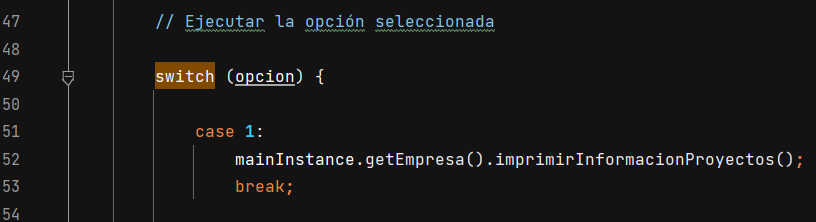 47 // Ejecutar la opción seleccionada
48
49 switch (opcion) {
50
51 case 1:
52 mainInstance.getEmpresa().imprimirInformacionProyectos();
53 break;
54